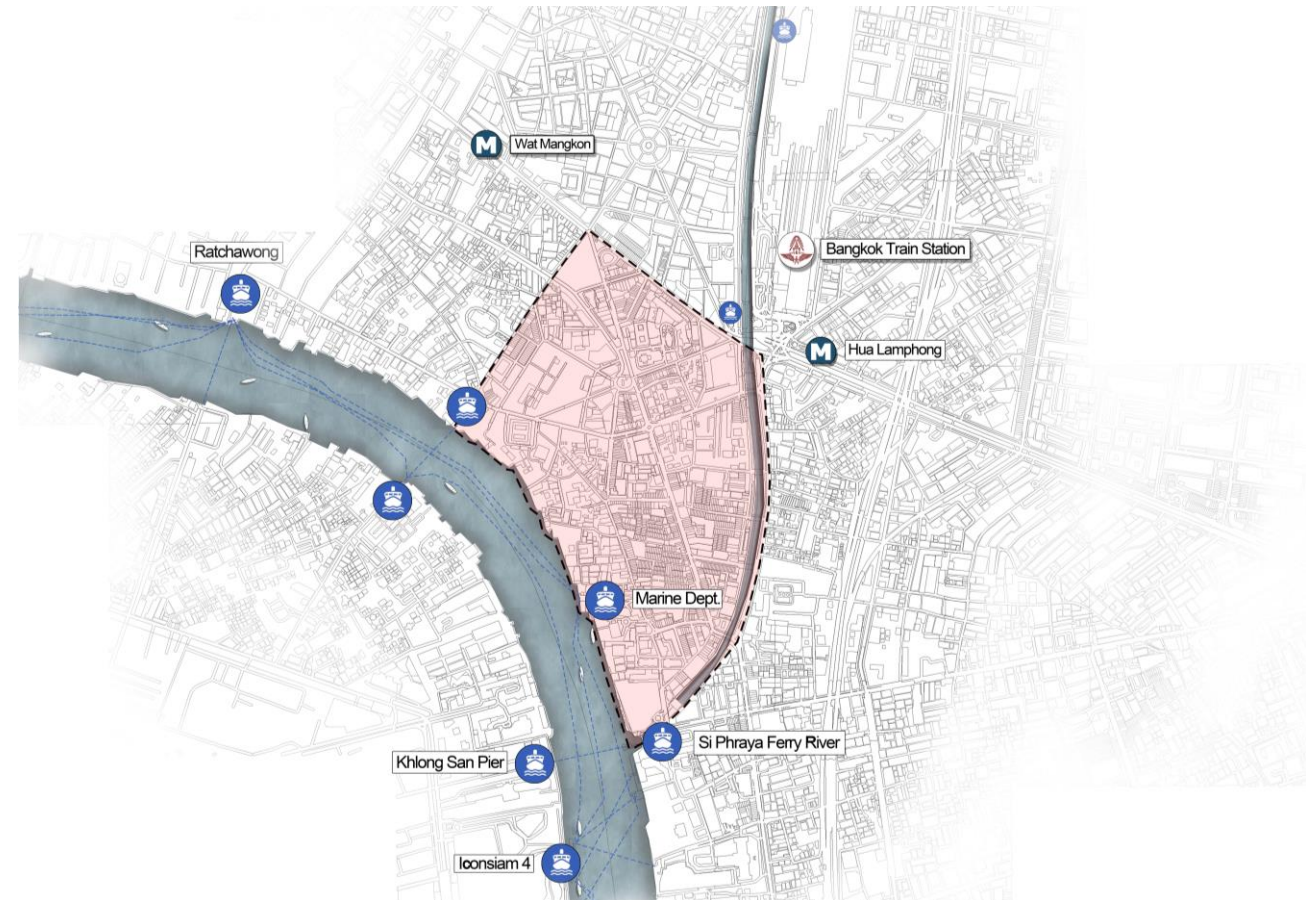 M
Wat Mangkon
Ratchawong
Bangkok Train Station
M
Hua Lamphong
Marine Dept.
Si Phraya Ferry River
Khlong San Pier
Iconsiam 4